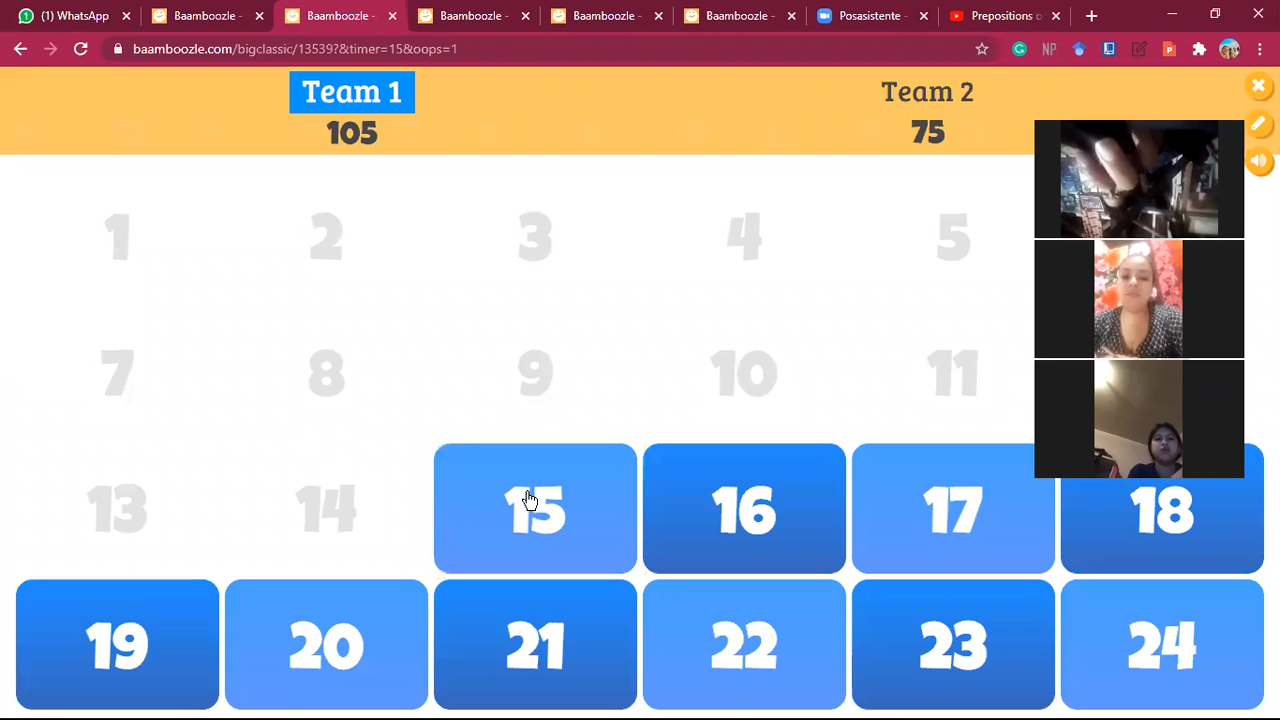 (1) WhatsApp
Baamboozle -
Baamboozle -
Baamboozle -
Baamboozle -
Baamboozle -
Posasistente -
Prepositions o
baamboozle.com/bigclassic/13539?&timer=15&oops=1
NP
Team 1
Team 2
105
75
1
2
3
4
5
7
8
9
10
11
13
14
15
16
17
18
19
20
21
22
23
24